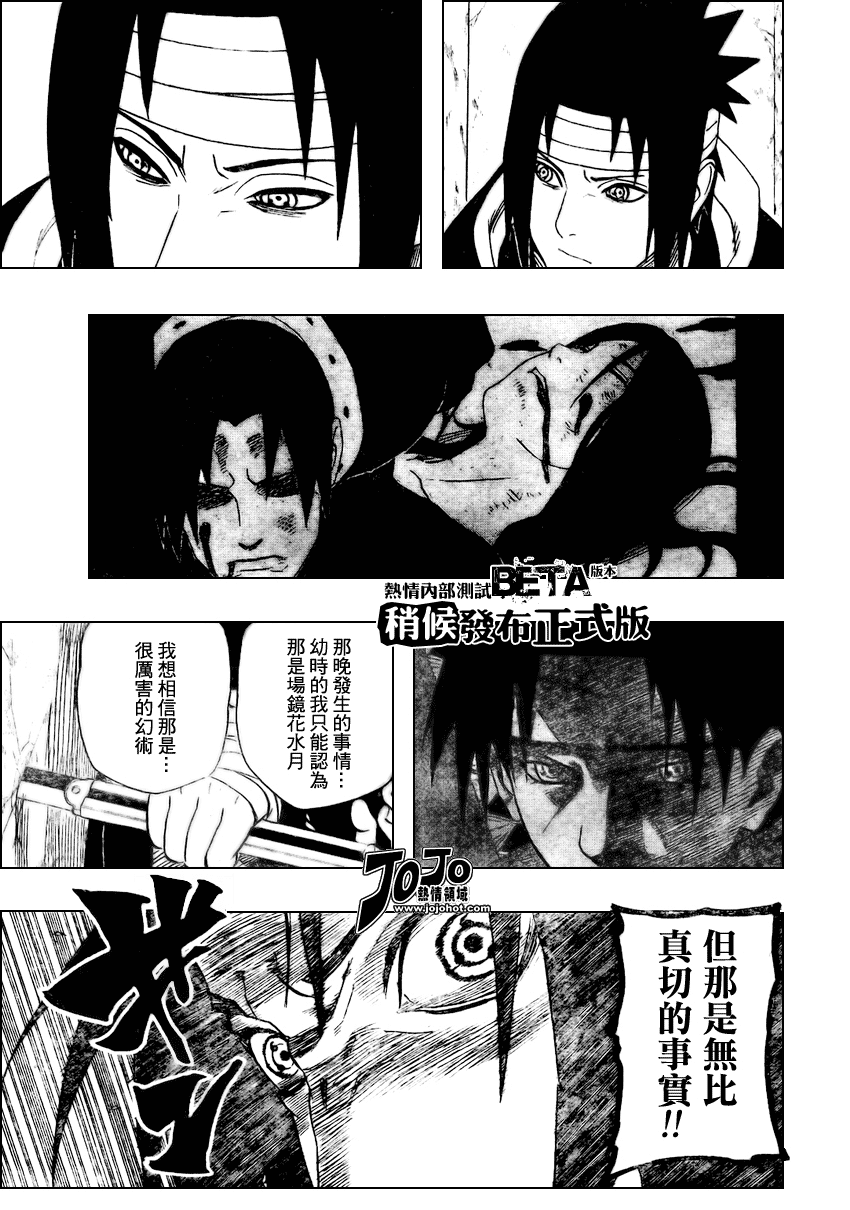 熱情內部測試 BETA版本
稍候發布正式版
那晚發生的事情…
幼時的我只能認為
那是場鏡花水月
我想相信那是…
很厲害的幻術
JOJO
熱情領域
www.jojohot.com
但那是無比
真切的事實!!
ギ
ン